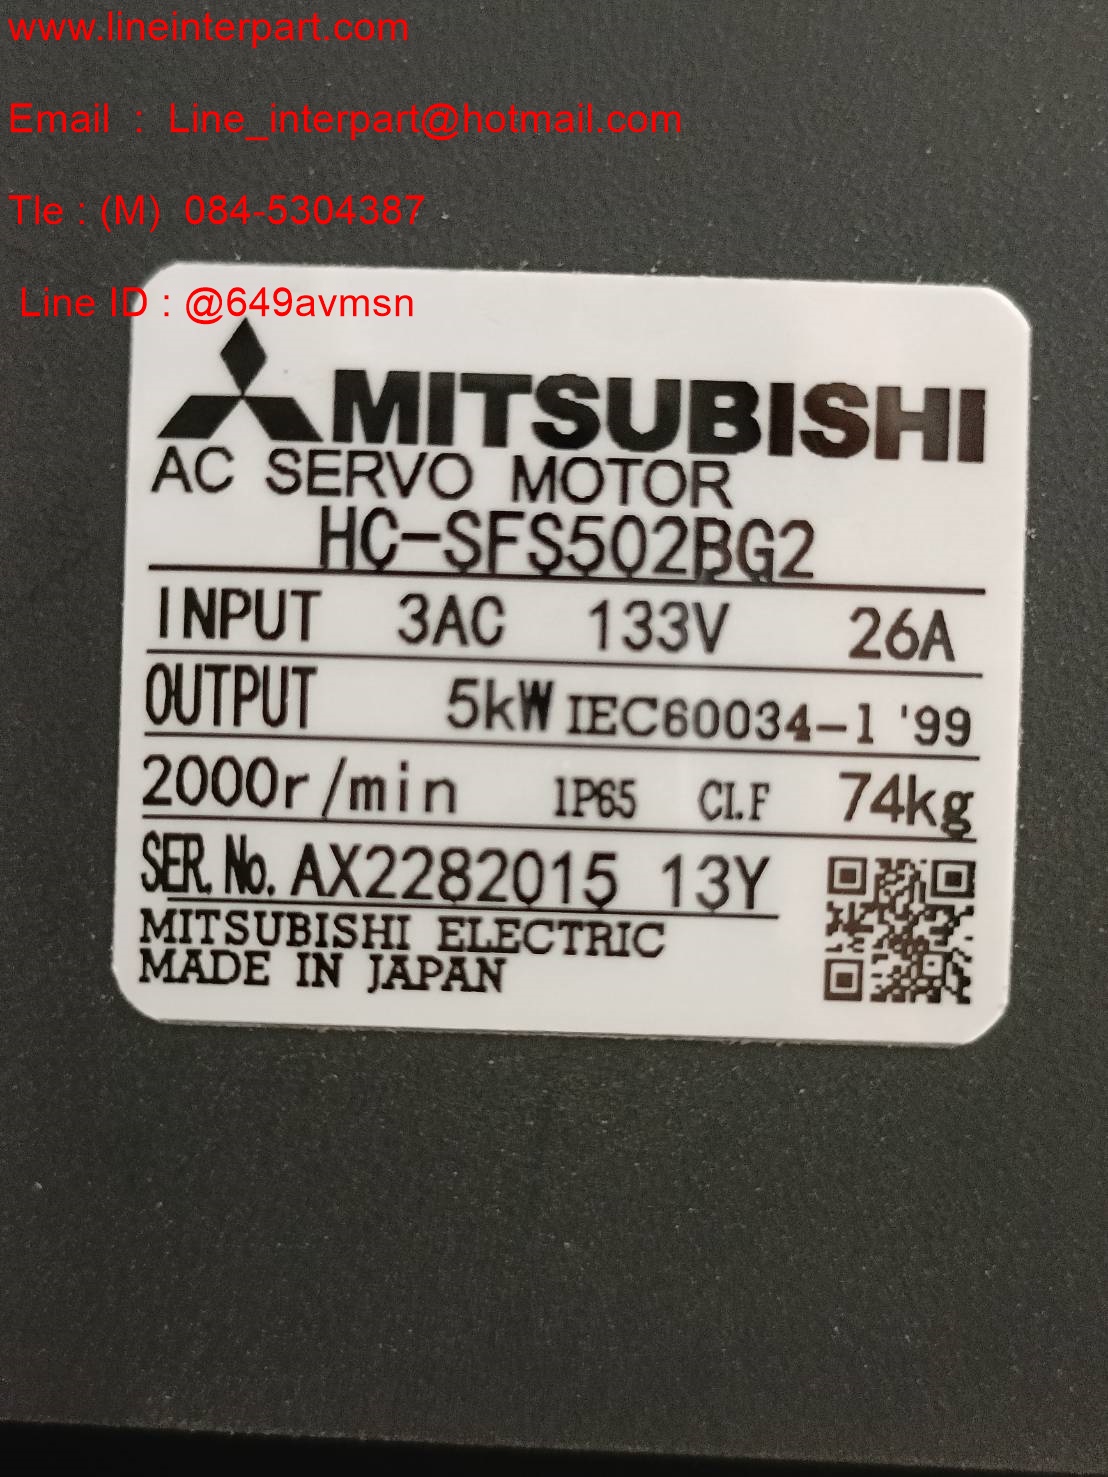 www.lineinterpart.com
Email : Line_interpart@hotmail.com
Tle : (M) 084-5304387
Line ID : @649avmsn
MITSUBISHI
AC SERVO MOTOR
HC-SFS502BG2
INPUT 3AC 133V 26A
OUTPUT 5kW IEC60034-1 '99
2000r/min IP65 CI.F 74kg
SER.No. AX2282015 13Y
MITSUBISHI ELECTRIC
MADE IN JAPAN